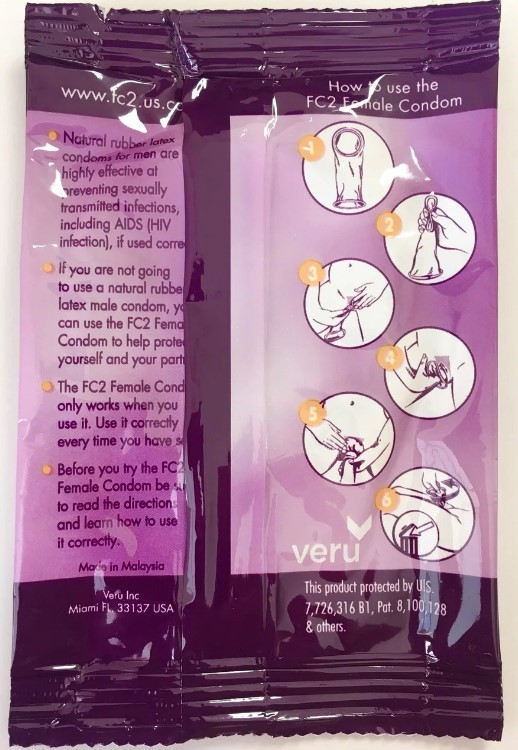 www.fc2.us.co
Natural rubber latex
condoms for men are
highly effective at
preventing sexually
transmitted infections,
including AIDS (HIV
infection), if used corre
If you are not going
to use a natural rubbe
latex male condom, yo
can use the FC2 Fema
Condom to help prote
yourself and your part
The FC2 Female Cond
only works when you
use it. Use it correctly
every time you have se
Before you try the FC2
Female Condom be su
to read the directions
and learn how to use
it correctly.
Made in Malaysia
Veru Inc
Miami FL, 33137 USA
How to use the
FC2 Female Condom
1
2
3
4
5
6
veru
This product protected by U.S.
7,726,316 B1, Pat. 8,100,128
& others.